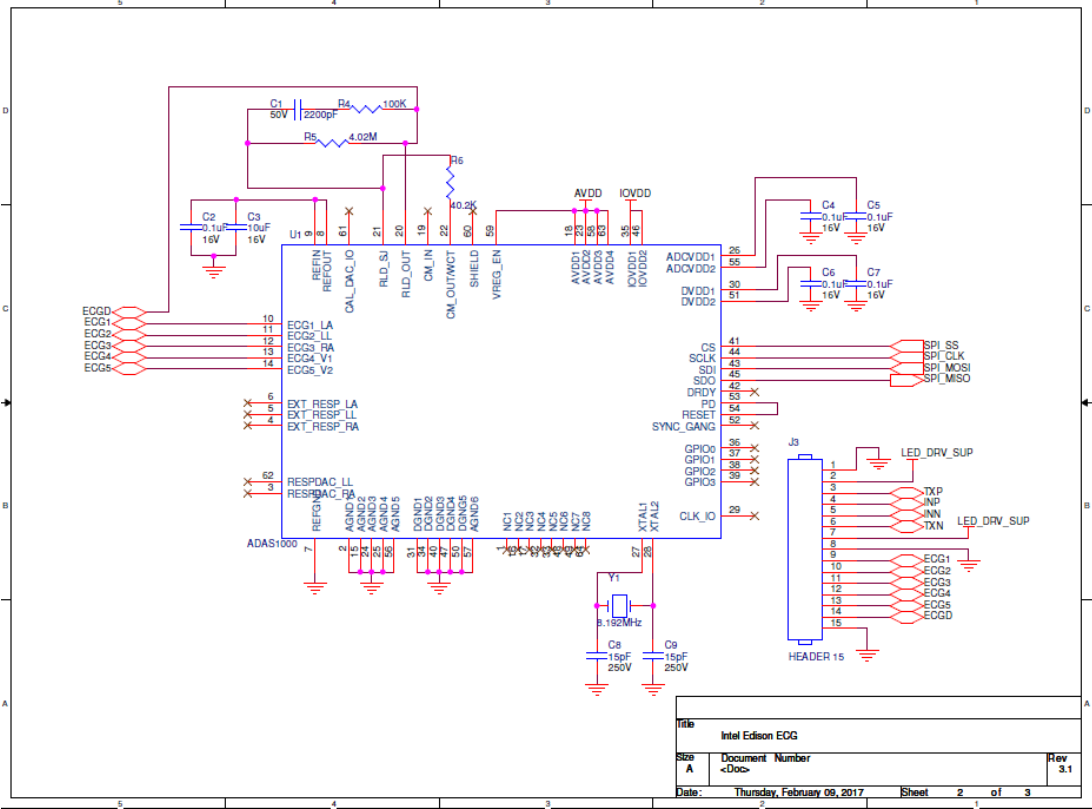 5 4 3 2 1
D
C
B
A
D
C
B
A
C1
50V
2200pF
R4
100K
R5
4.02M
R6
40.2K
C2
0.1uF
16V
C3
10uF
16V
U1
ADAS1000
9 REFIN
8 REFOUT
61 CAL_DAC_IO
21 RLD_SJ
20 RLD_OUT
19 CM_IN
22 CM_OUT/WCT
60 SHIELD
59 VREG_EN
AVDD
18 AVDD1
23 AVDD2
58 AVDD3
63 AVDD4
IOVDD
35 IOVDD1
46 IOVDD2
ECGD
ECG1 10 ECG1_LA
ECG2 11 ECG2_LL
ECG3 12 ECG3_RA
ECG4 13 ECG4_V1
ECG5 14 ECG5_V2
6 EXT_RESP_LA
5 EXT_RESP_LL
4 EXT_RESP_RA
62 RESPDAC_LL
3 RESPDAC_RA
ADCVDD1 26
ADCVDD2 55
DVDD1 30
DVDD2 51
C4
0.1uF
16V
C5
0.1uF
16V
C6
0.1uF
16V
C7
0.1uF
16V
CS 41 SPI_SS
SCLK 44 SPI_CLK
SDI 43 SPI_MOSI
SDO 45 SPI_MISO
DRDY 42
PD 53
RESET 54
SYNC_GANG 52
GPIO0 36
GPIO1 37
GPIO2 38
GPIO3 39
CLK_IO 29
REFGND 7
AGND1 2
AGND2 15
AGND3 24
AGND4 25
AGND5 56
DGND1 31
DGND2 34
DGND3 40
DGND4 47
DGND5 50
AGND6 57
NC1 1
NC2
NC3
NC4
NC5
NC6
NC7
NC8
XTAL1 27
XTAL2 28
Y1
8.192MHz
C8
15pF
250V
C9
15pF
250V
J3
1
2 LED_DRV_SUP
3 TXP
4 INP
5 INN
6 TXN
7 LED_DRV_SUP
8
9 ECG1
10 ECG2
11 ECG3
12 ECG4
13 ECG5
14 ECGD
15
HEADER 15
Title
Intel Edison ECG
Size Document Number Rev
A <Doc> 3.1
Date: Thursday, February 09, 2017 Sheet 2 of 3
5 4 3 2 1